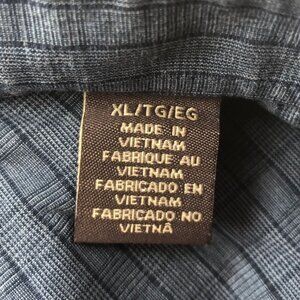 XL/TG/EG
MADE IN
VIETNAM
FABRIQUE AU
VIETNAM
FABRICADO EN
VIETNAM
FABRICADO NO
VIETNÃ